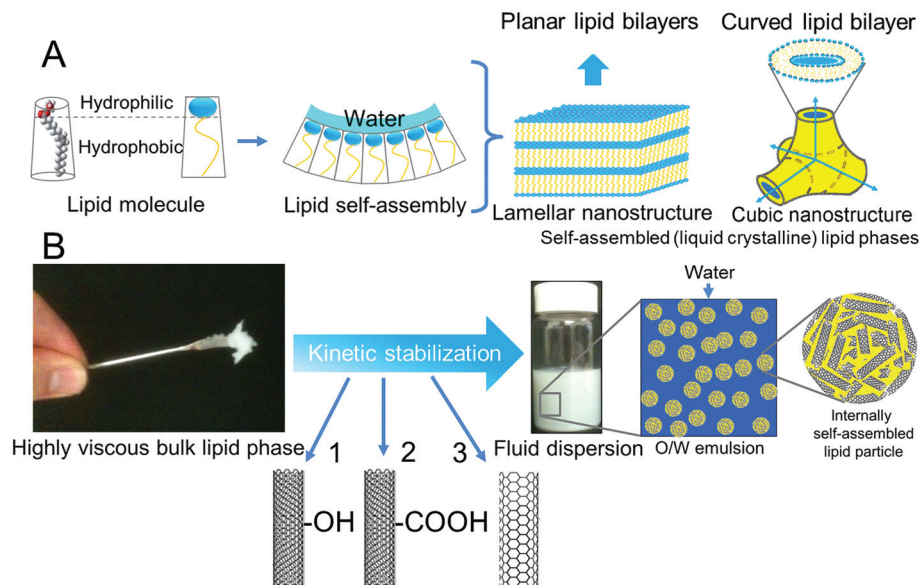 A
Hydrophilic
Hydrophobic
Lipid molecule
Water
Lipid self-assembly
Planar lipid bilayers
Curved lipid bilayer
Lamellar nanostructure
Cubic nanostructure
Self-assembled (liquid crystalline) lipid phases
B
Highly viscous bulk lipid phase
Kinetic stabilization
1
2
3
-OH
-COOH
Fluid dispersion
Water
O/W emulsion
Internally
self-assembled
lipid particle